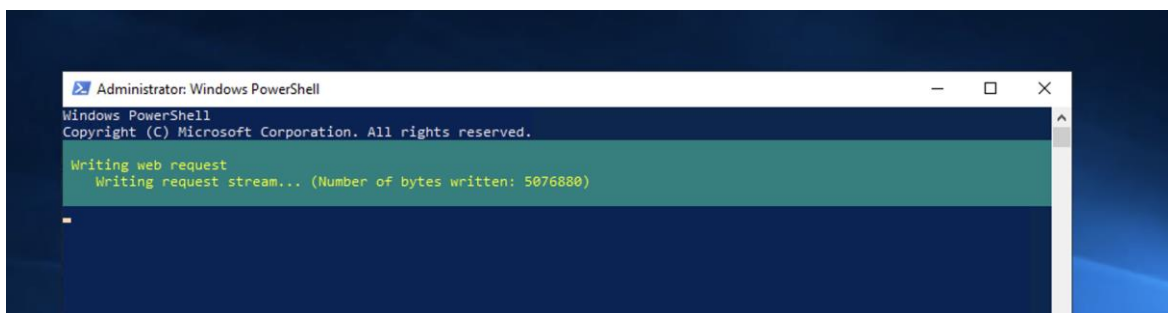 Administrator: Windows PowerShell
Windows PowerShell
Copyright (C) Microsoft Corporation. All rights reserved.
Writing web request
Writing request stream... (Number of bytes written: 5076880)